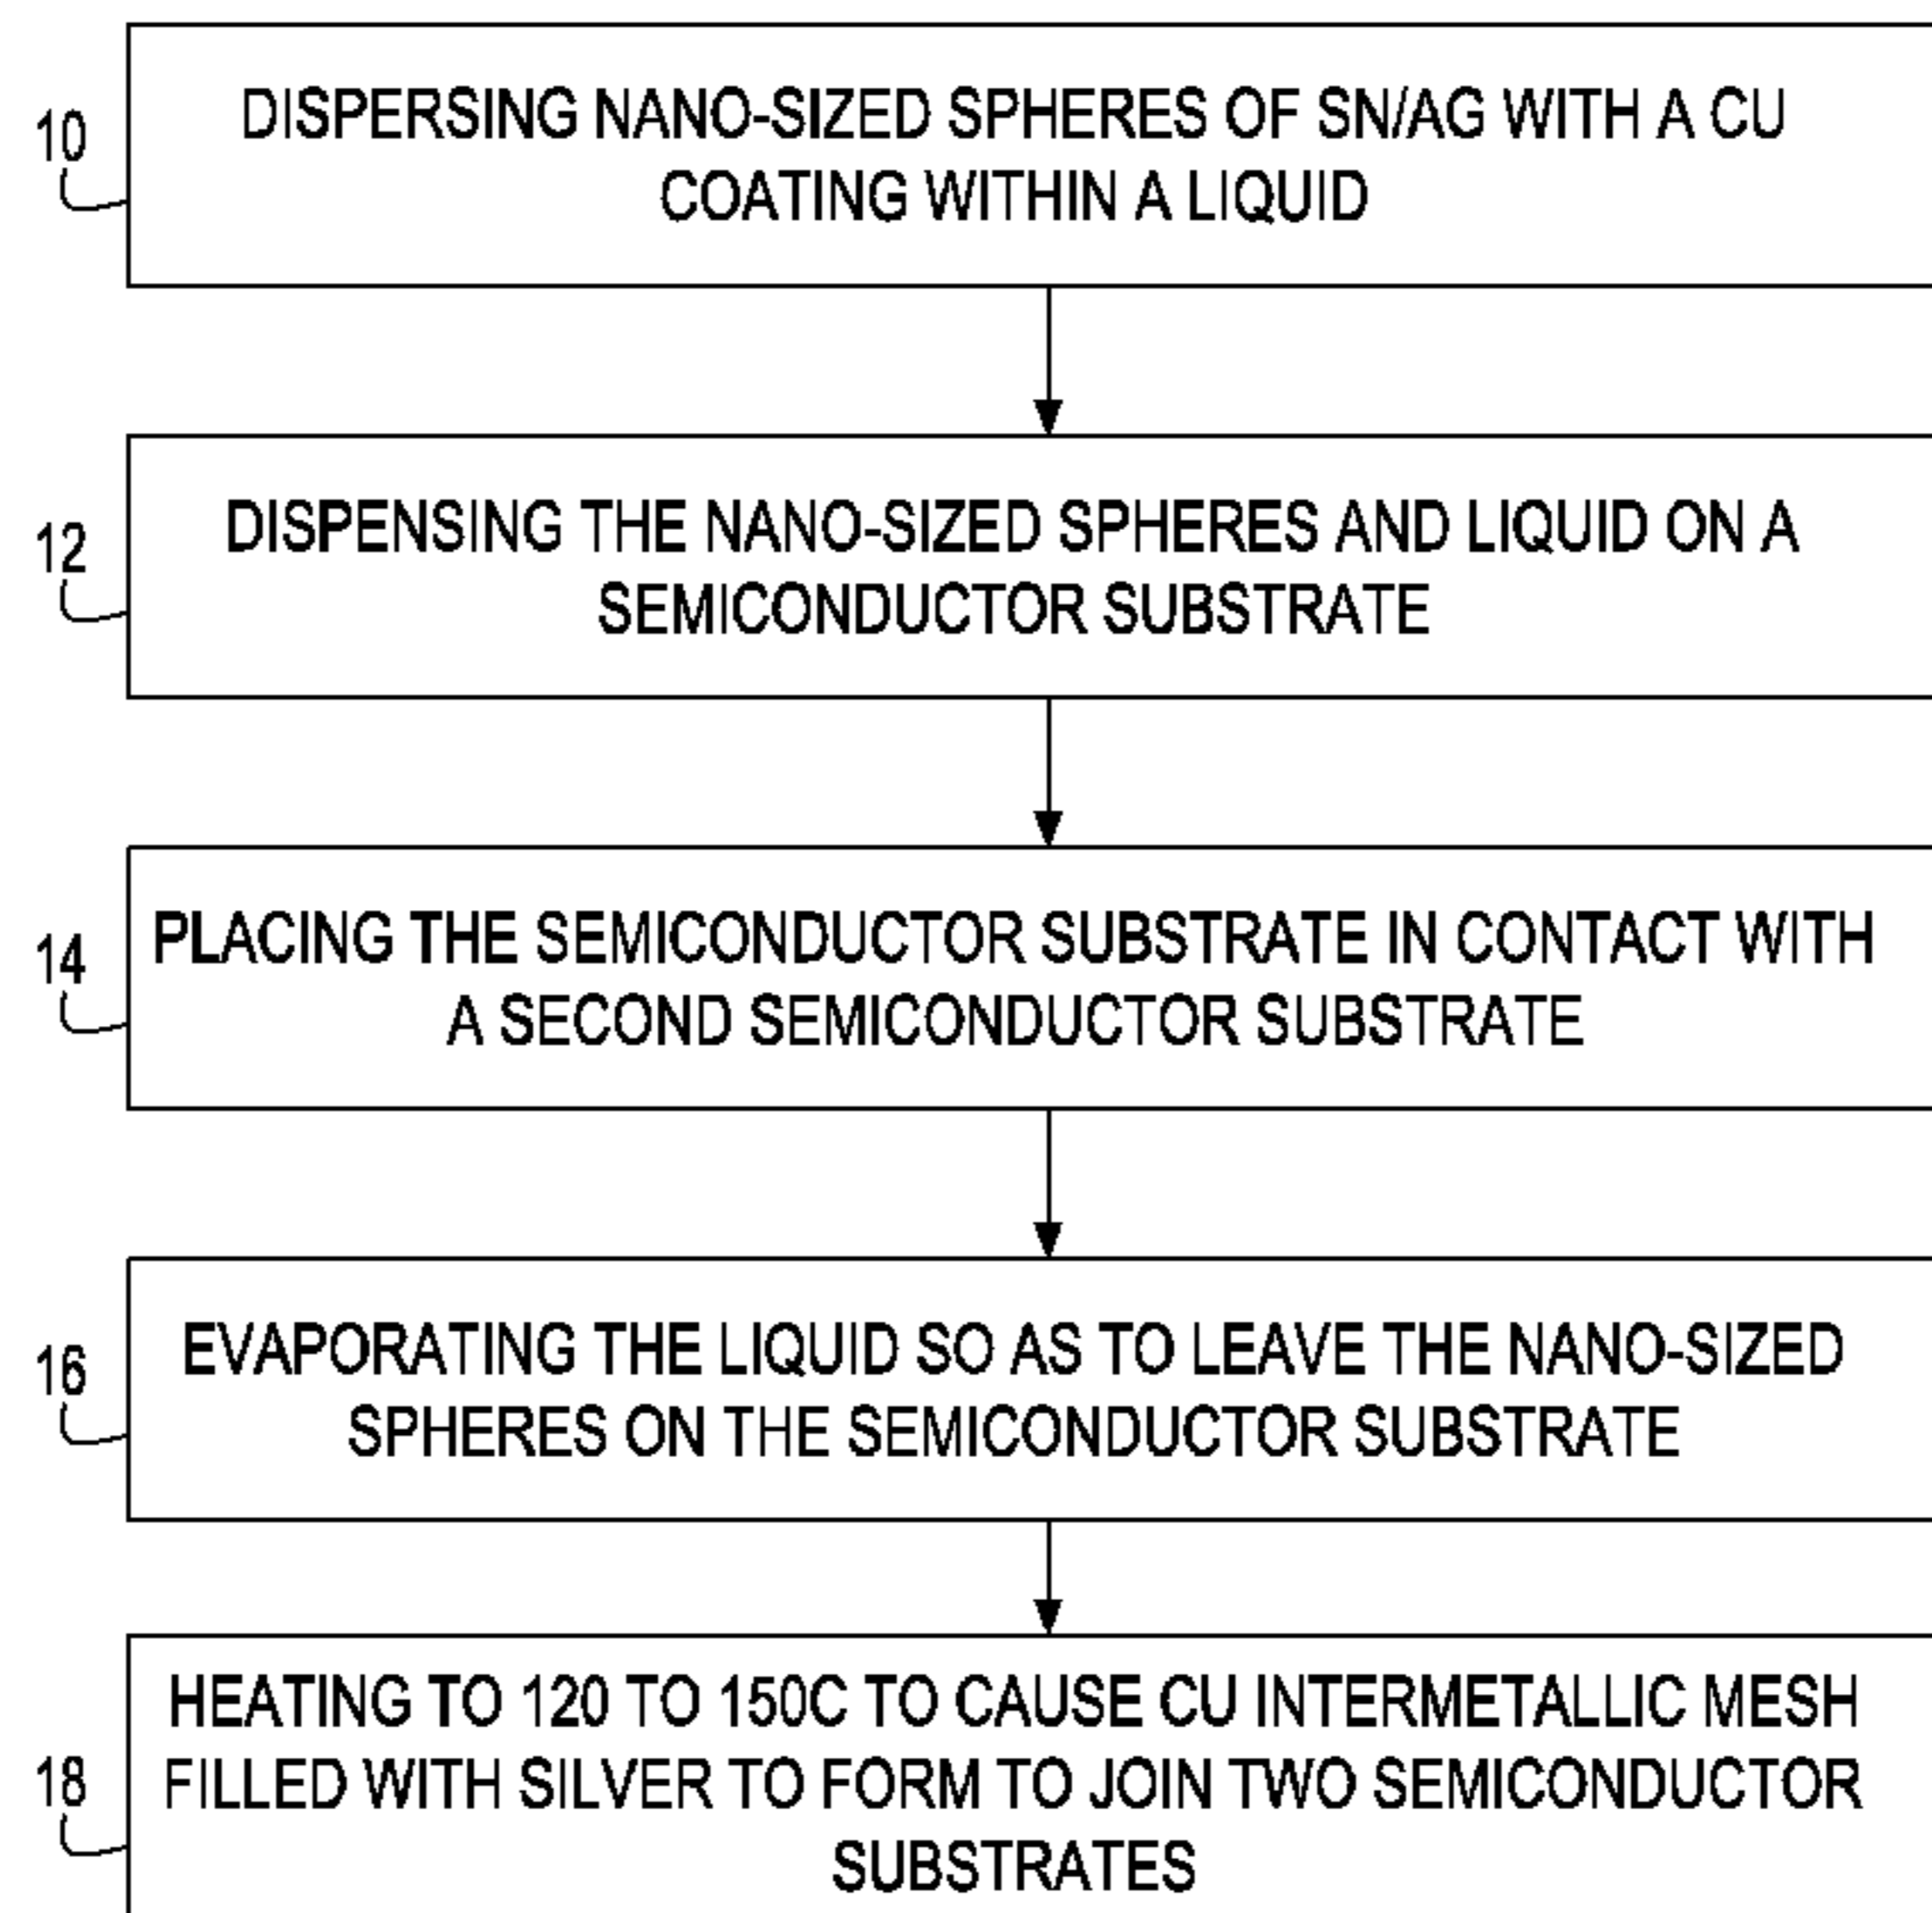 10
DISPERSING NANO-SIZED SPHERES OF SN/AG WITH A CU
COATING WITHIN A LIQUID
12
DISPENSING THE NANO-SIZED SPHERES AND LIQUID ON A
SEMICONDUCTOR SUBSTRATE
14
PLACING THE SEMICONDUCTOR SUBSTRATE IN CONTACT WITH
A SECOND SEMICONDUCTOR SUBSTRATE
16
EVAPORATING THE LIQUID SO AS TO LEAVE THE NANO-SIZED
SPHERES ON THE SEMICONDUCTOR SUBSTRATE
18
HEATING TO 120 TO 150C TO CAUSE CU INTERMETALLIC MESH
FILLED WITH SILVER TO FORM TO JOIN TWO SEMICONDUCTOR
SUBSTRATES